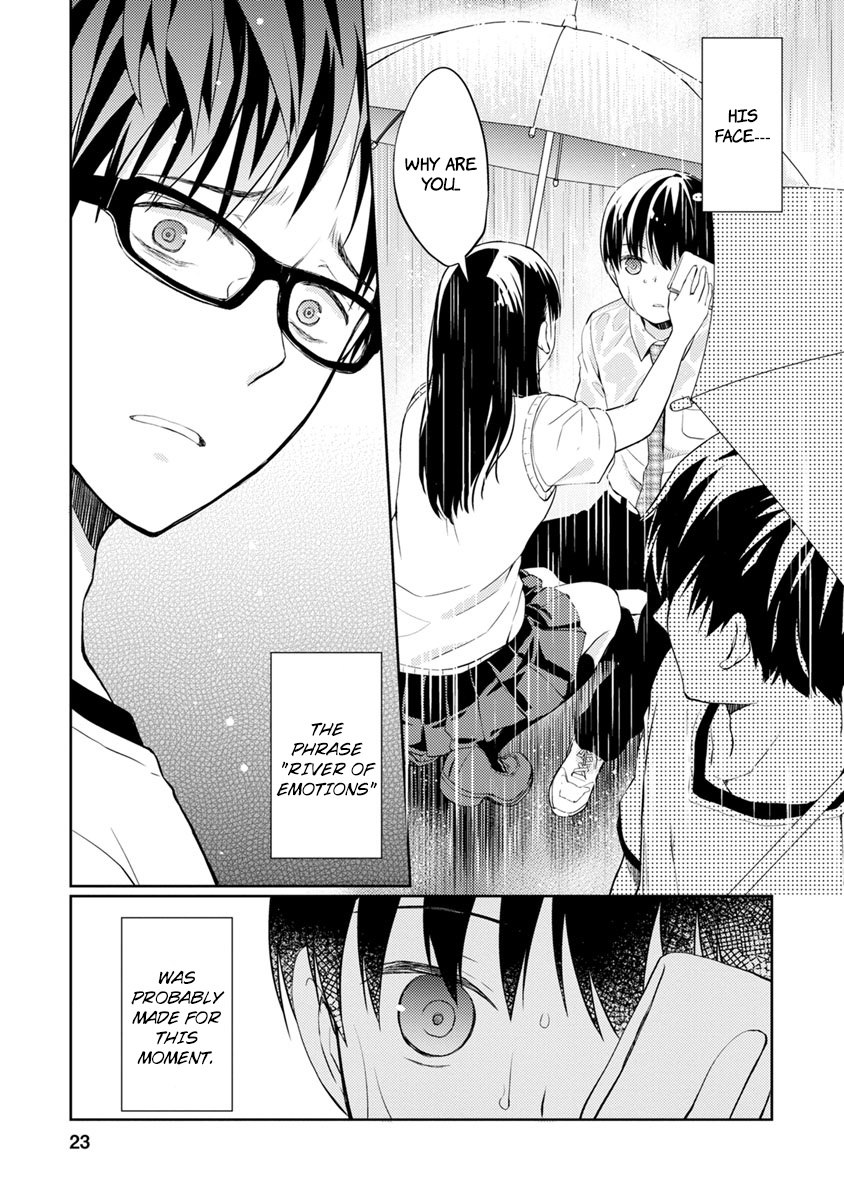 HIS
FACE---
WHY ARE
YOU.
THE
PHRASE
"RIVER OF
EMOTIONS"
WAS
PROBABLY
MADE FOR
THIS
MOMENT.
23